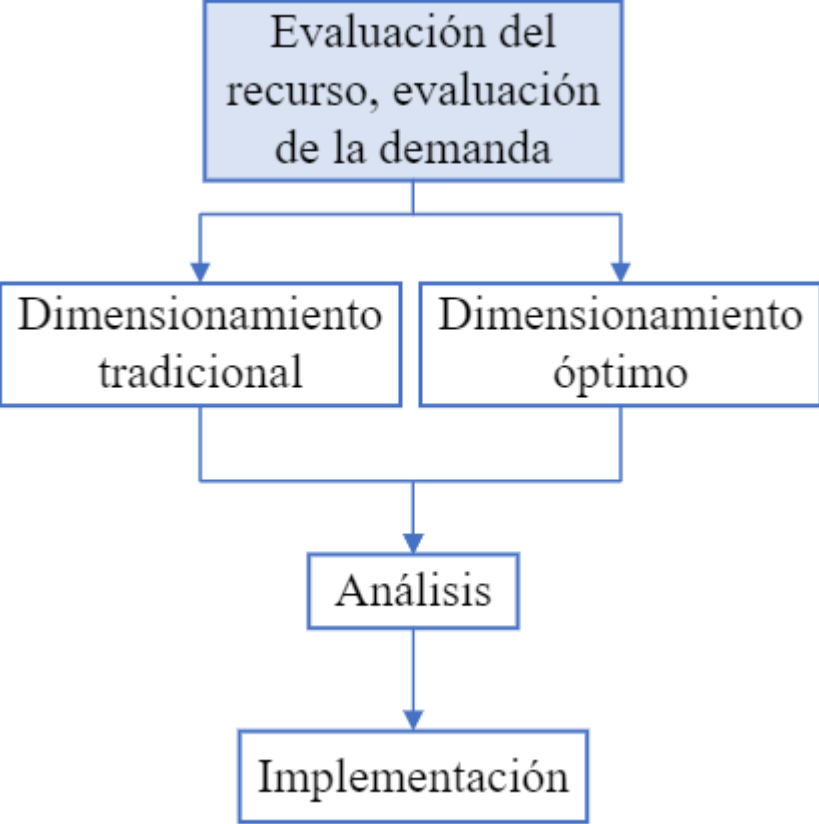 Evaluación del
recurso, evaluación
de la demanda
Dimensionamiento
tradicional
Dimensionamiento
óptimo
Análisis
Implementación